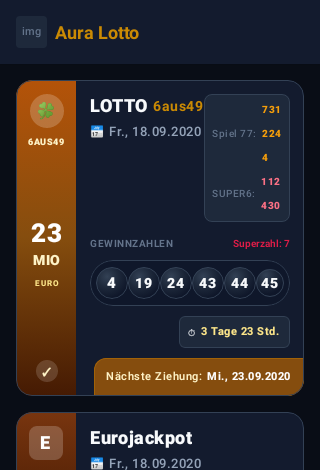 img Aura Lotto
6AUS49
23
MIO
EURO
✓
LOTTO 6aus49
Fr., 18.09.2020
Spiel 77: 731 224 4
SUPER6: 112 430
GEWINNZAHLEN Superzahl: 7
4 19 24 43 44 45
3 Tage 23 Std.
Nächste Ziehung: Mi., 23.09.2020
E
Eurojackpot
Fr., 18.09.2020